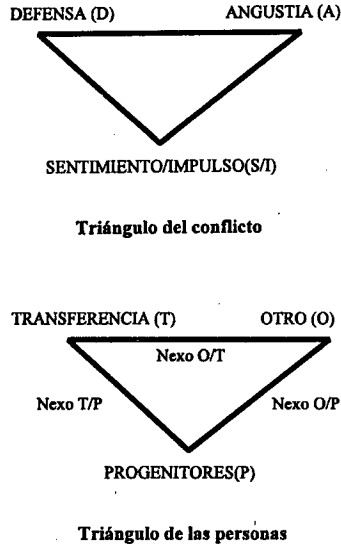 DEFENSA (D) ANGUSTIA (A)
SENTIMIENTO/IMPULSO(S/I)
Triángulo del conflicto
TRANSFERENCIA (T) OTRO (O)
Nexo O/T
Nexo T/P Nexo O/P
PROGENITORES(P)
Triángulo de las personas